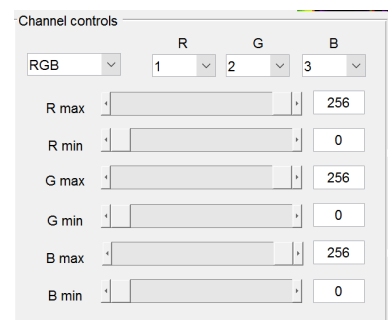 Channel controls
R G B
RGB 1 2 3
R max 256
R min 0
G max 256
G min 0
B max 256
B min 0